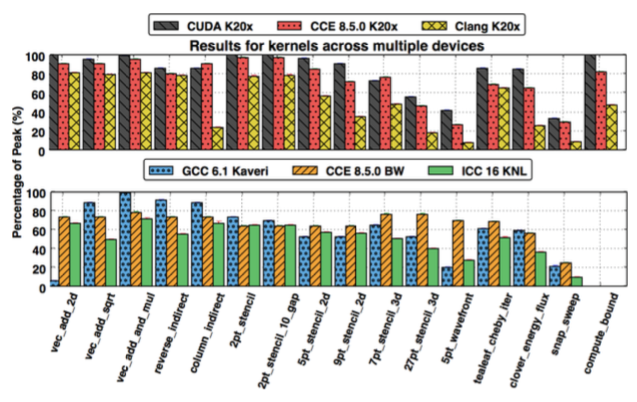 CUDA K20x CCE 8.5.0 K20x Clang K20x
Results for kernels across multiple devices
100
80
60
40
20
0
Percentage of Peak (%)
GCC 6.1 Kaveri CCE 8.5.0 BW ICC 16 KNL
100
80
60
40
20
0
vec_add_2d
vec_add_sqrt
vec_add_and_mul
reverse_indirect
column_indirect
2pt_stencil
2pt_stencil_10_gap
5pt_stencil_2d
9pt_stencil_2d
7pt_stencil_3d
27pt_stencil_3d
5pt_wavefront
tealeaf_cheby_iter
clover_energy_flux
snap_sweep
compute_bound